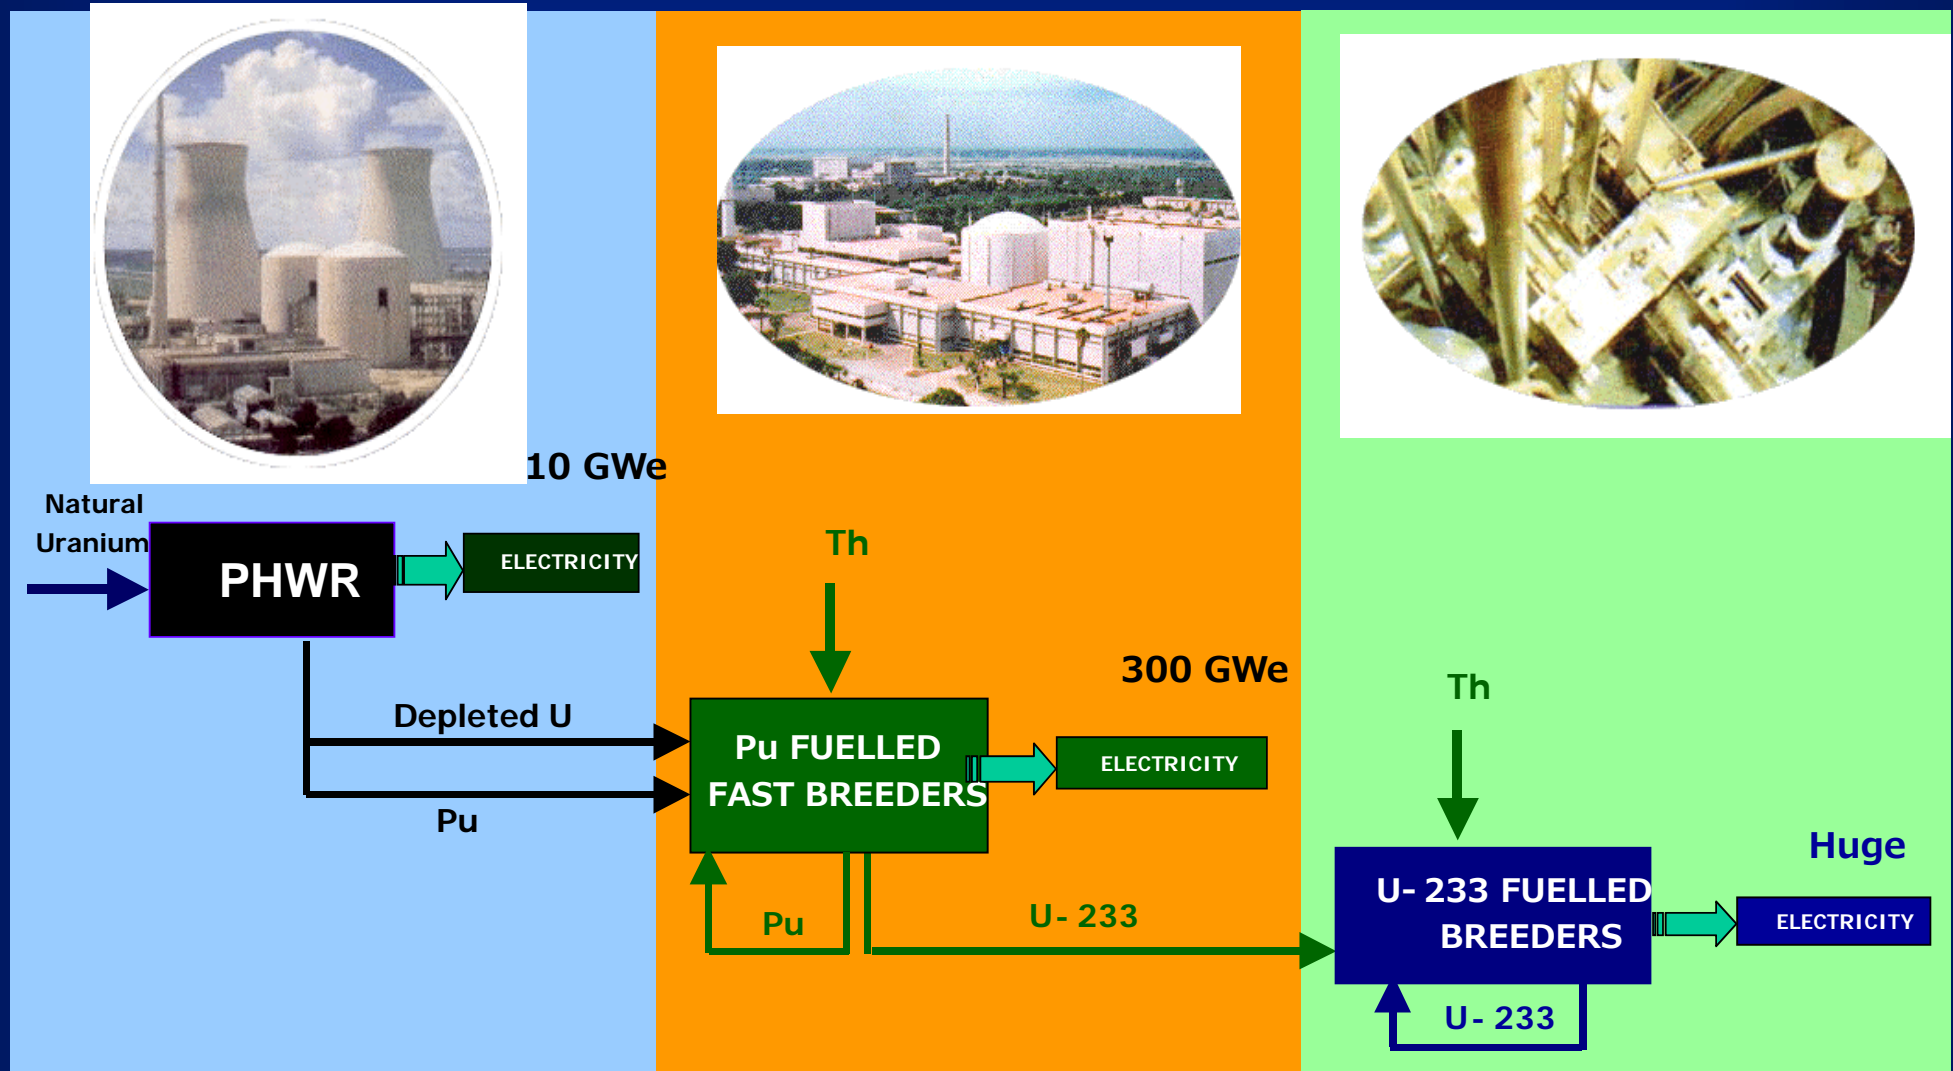 10 GWe
Natural
Uranium
PHWR
ELECTRICITY
Depleted U
Pu
Th
300 GWe
Pu FUELLED
FAST BREEDERS
ELECTRICITY
Pu
U- 233
Th
Huge
U- 233 FUELLED
BREEDERS
ELECTRICITY
U- 233